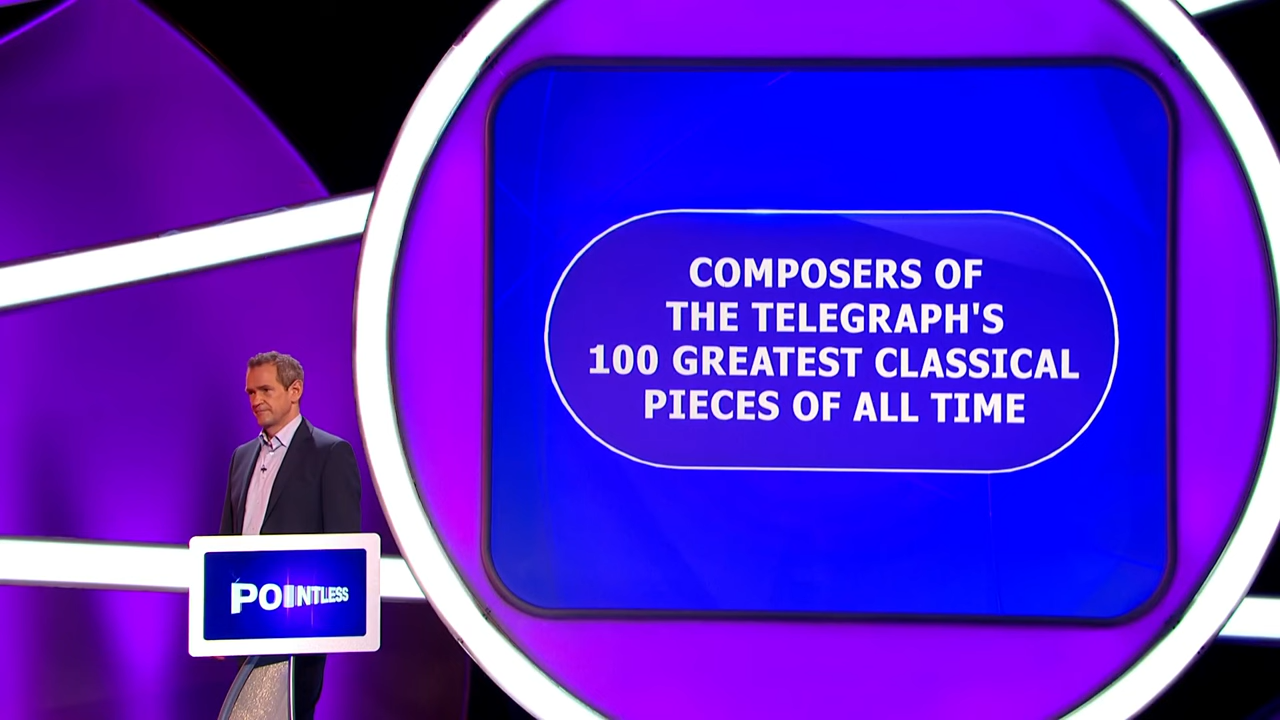 COMPOSERS OF
THE TELEGRAPH'S
100 GREATEST CLASSICAL
PIECES OF ALL TIME
POINTLESS